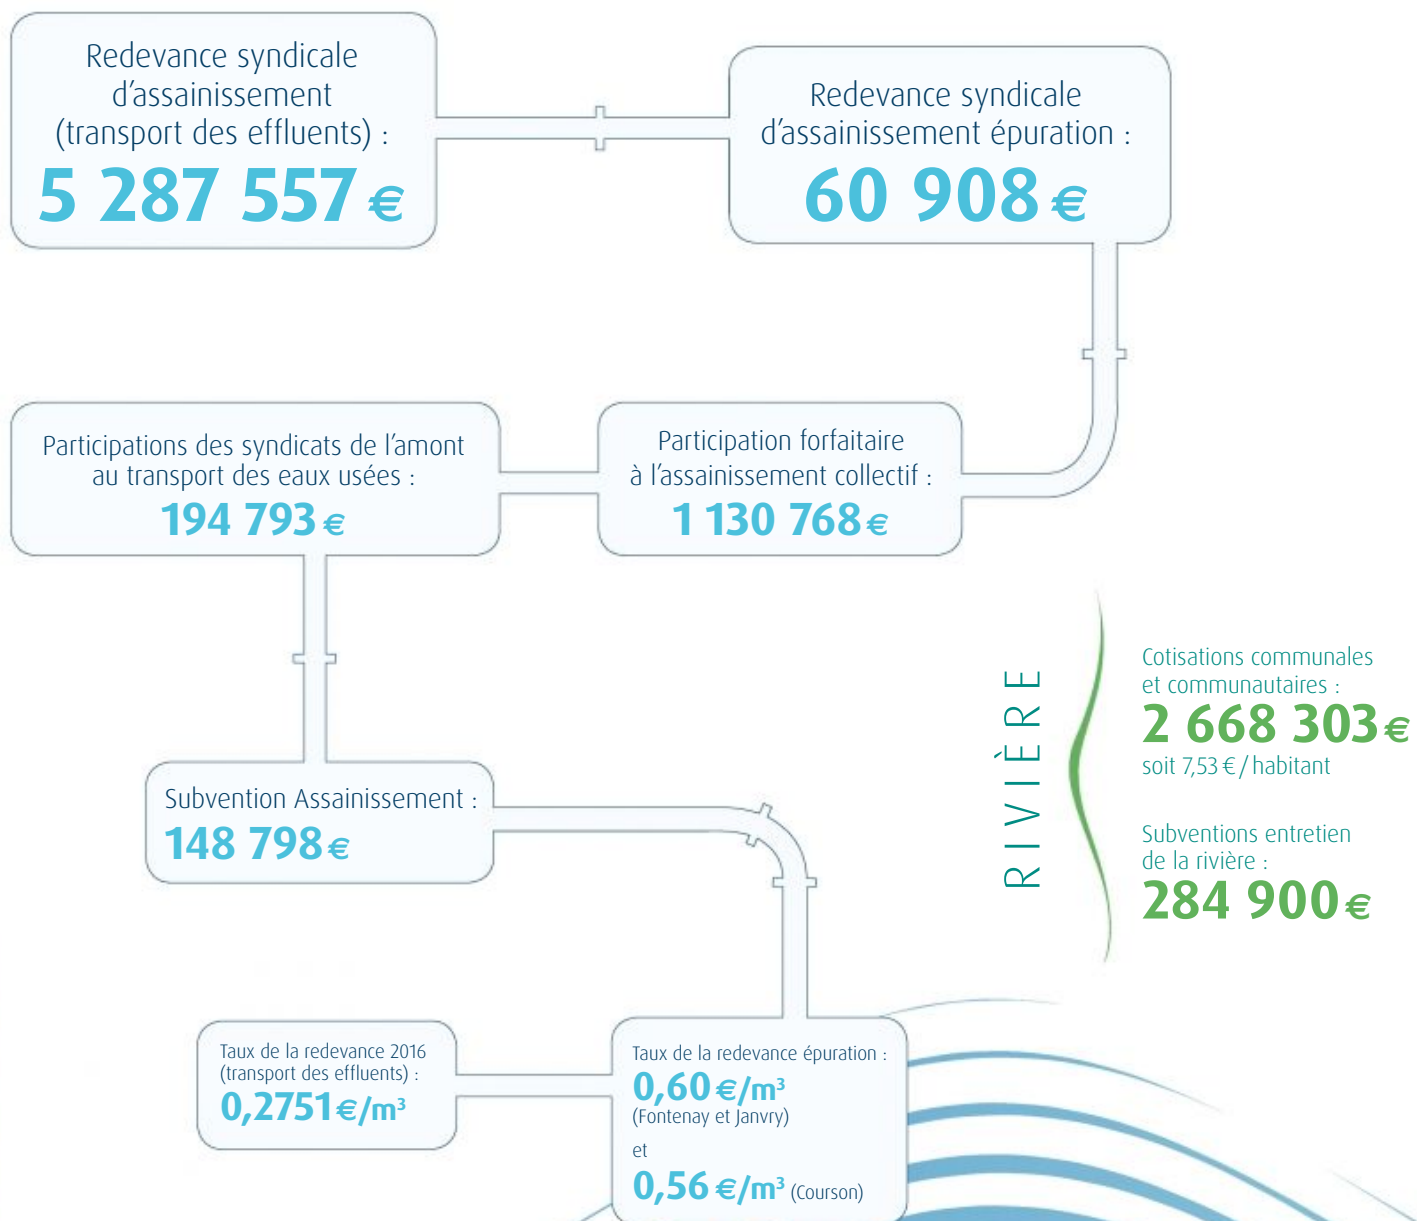 Redevance syndicale
d’assainissement
(transport des effluents) :
5 287 557 €
Redevance syndicale
d’assainissement épuration :
60 908 €
Participations des syndicats de l’amont
au transport des eaux usées :
194 793 €
Participation forfaitaire
à l’assainissement collectif :
1 130 768 €
Subvention Assainissement :
148 798 €
Taux de la redevance 2016
(transport des effluents) :
0,2751 €/m³
Taux de la redevance épuration :
0,60 €/m³
(Fontenay et Janvry)
et
0,56 €/m³ (Courson)
RIVIÈRE
Cotisations communales
et communautaires :
2 668 303 €
soit 7,53 € / habitant
Subventions entretien
de la rivière :
284 900 €